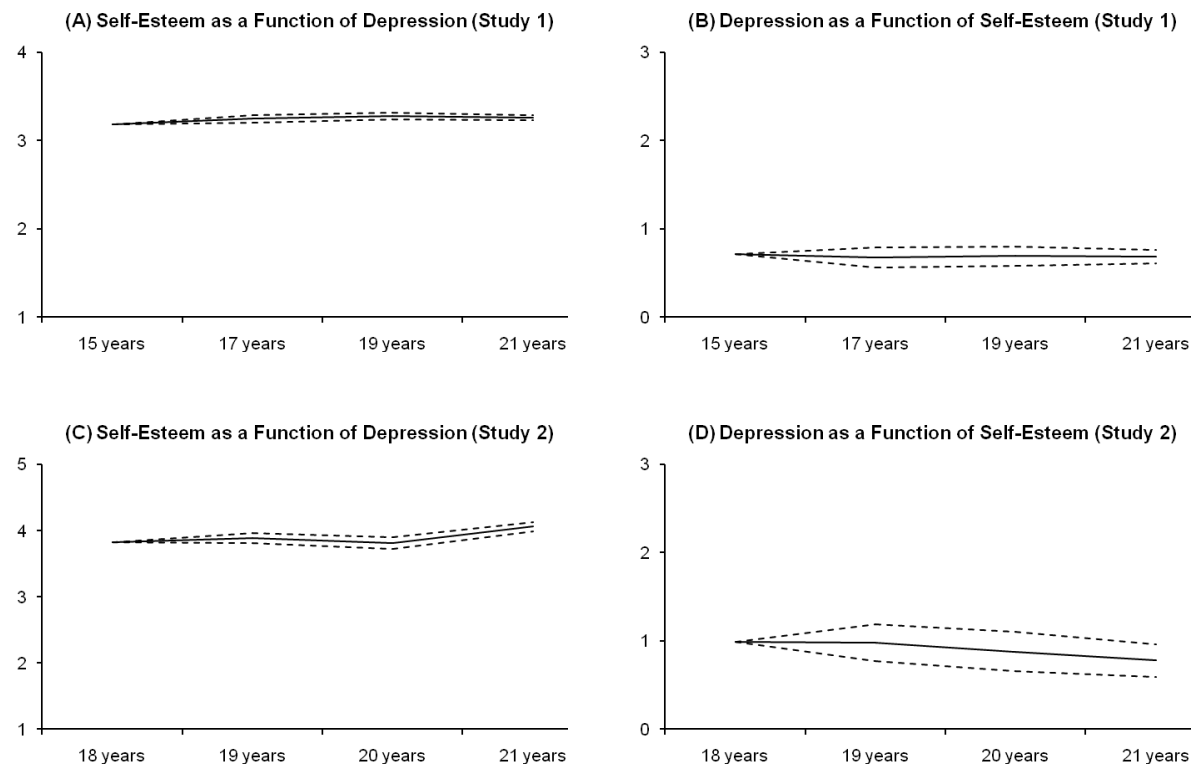 (A) Self-Esteem as a Function of Depression (Study 1)
4
3
2
1
15 years 17 years 19 years 21 years
(B) Depression as a Function of Self-Esteem (Study 1)
3
2
1
0
15 years 17 years 19 years 21 years
(C) Self-Esteem as a Function of Depression (Study 2)
5
4
3
2
1
18 years 19 years 20 years 21 years
(D) Depression as a Function of Self-Esteem (Study 2)
3
2
1
0
18 years 19 years 20 years 21 years